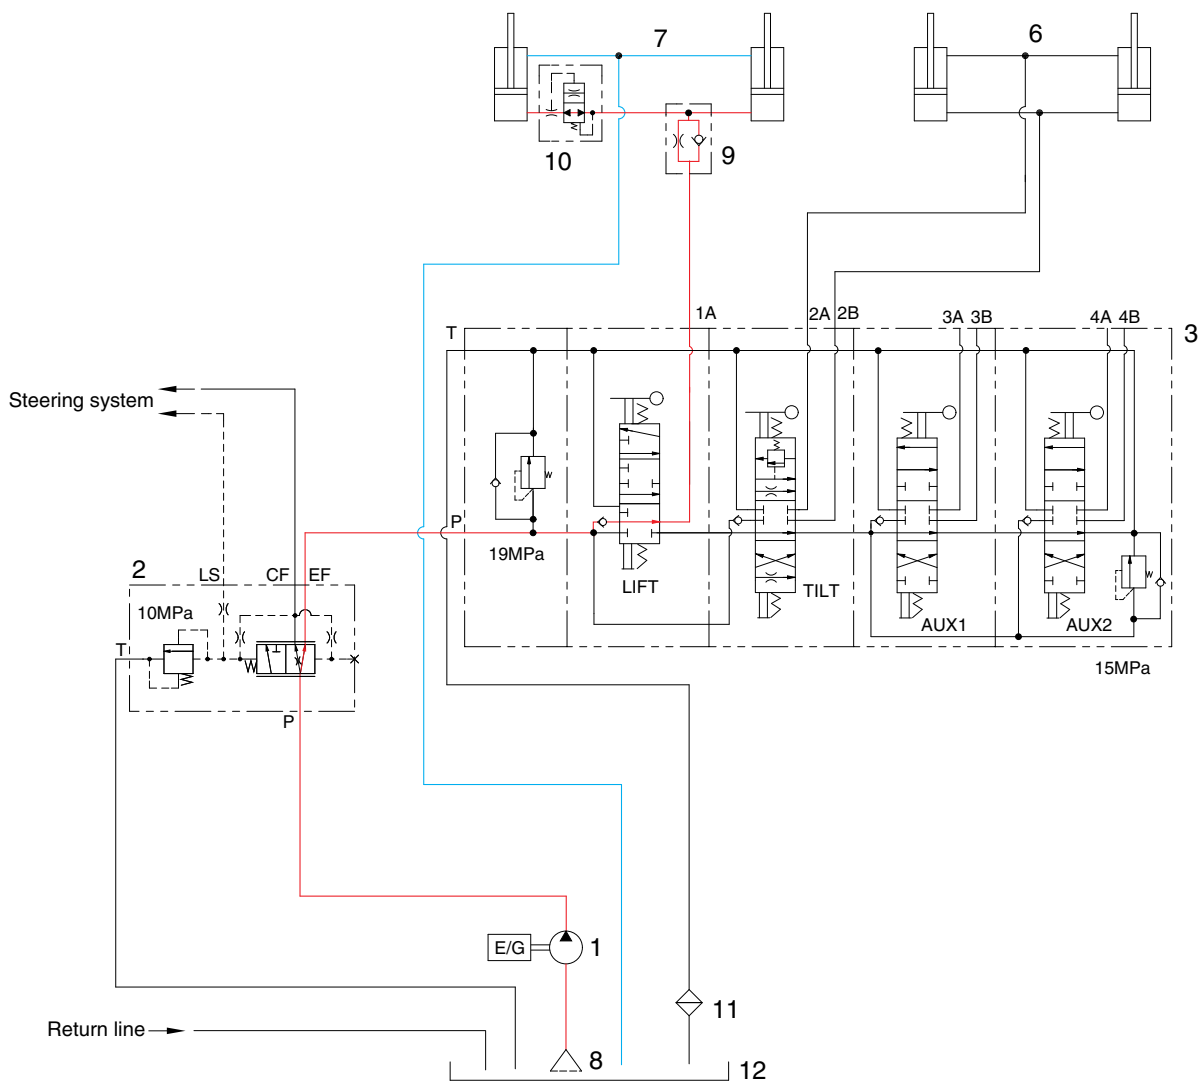 7
6
10
9
1A
2A 2B
3A 3B
4A 4B
T
3
Steering system
P
19MPa
LIFT
TILT
AUX1
AUX2
15MPa
2
LS
CF
EF
10MPa
T
P
E/G
1
11
Return line
8
12